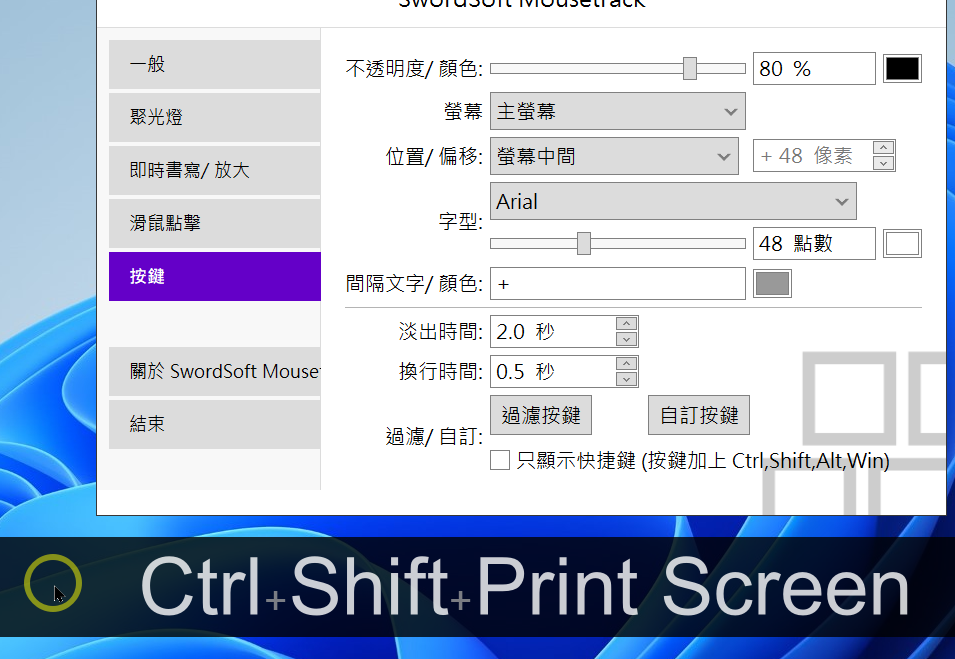 SwordSoft Mousetrack
一般
聚光燈
即時書寫/ 放大
滑鼠點擊
按鍵
關於 SwordSoft Mouset
結束
不透明度/ 顏色: 80 %
螢幕 主螢幕
位置/ 偏移: 螢幕中間 + 48 像素
字型: Arial
48 點數
間隔文字/ 顏色: +
淡出時間: 2.0 秒
換行時間: 0.5 秒
過濾/ 自訂: 過濾按鍵 自訂按鍵
只顯示快捷鍵 (按鍵加上 Ctrl,Shift,Alt,Win)
Ctrl+Shift+Print Screen